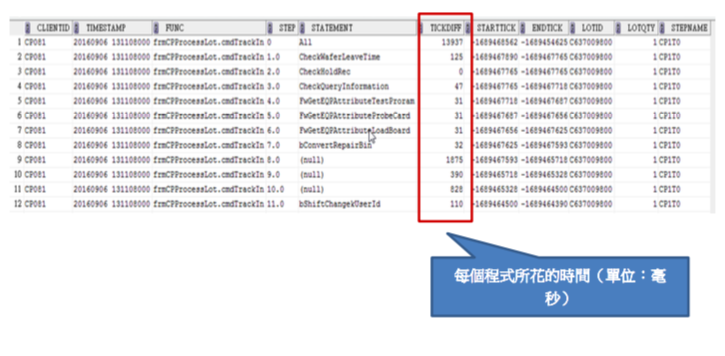 CLIENTID TIMESTAMP FUNC STEP STATEMENT TICKDIFF STARTTICK ENDTICK LOTID LOTQTY STEPNAME
1 CP081 20160906 131108000 frmCPProcessLot.cmdTrackIn 0 All 13937 -1689468562 -1689454625 C637009800 1 CP1T0
2 CP081 20160906 131108000 frmCPProcessLot.cmdTrackIn 1.0 CheckWaferLeaveTime 125 -1689467890 -1689467765 C637009800 1 CP1T0
3 CP081 20160906 131108000 frmCPProcessLot.cmdTrackIn 2.0 CheckHoldRec 0 -1689467765 -1689467765 C637009800 1 CP1T0
4 CP081 20160906 131108000 frmCPProcessLot.cmdTrackIn 3.0 CheckQueryInformation 47 -1689467765 -1689467718 C637009800 1 CP1T0
5 CP081 20160906 131108000 frmCPProcessLot.cmdTrackIn 4.0 FwGetEQPAttributeTestProram 31 -1689467718 -1689467687 C637009800 1 CP1T0
6 CP081 20160906 131108000 frmCPProcessLot.cmdTrackIn 5.0 FwGetEQPAttributeProbeCard 31 -1689467687 -1689467656 C637009800 1 CP1T0
7 CP081 20160906 131108000 frmCPProcessLot.cmdTrackIn 6.0 FwGetEQPAttributeLoadBoard 31 -1689467656 -1689467625 C637009800 1 CP1T0
8 CP081 20160906 131108000 frmCPProcessLot.cmdTrackIn 7.0 bConvertRepairBin 32 -1689467625 -1689467593 C637009800 1 CP1T0
9 CP081 20160906 131108000 frmCPProcessLot.cmdTrackIn 8.0 (null) 1875 -1689467593 -1689465718 C637009800 1 CP1T0
10 CP081 20160906 131108000 frmCPProcessLot.cmdTrackIn 9.0 (null) 390 -1689465718 -1689465328 C637009800 1 CP1T0
11 CP081 20160906 131108000 frmCPProcessLot.cmdTrackIn 10.0 (null) 828 -1689465328 -1689464500 C637009800 1 CP1T0
12 CP081 20160906 131108000 frmCPProcessLot.cmdTrackIn 11.0 bShiftChangekUserId 110 -1689464500 -1689464390 C637009800 1 CP1T0
每個程式所花的時間（單位：毫
秒）